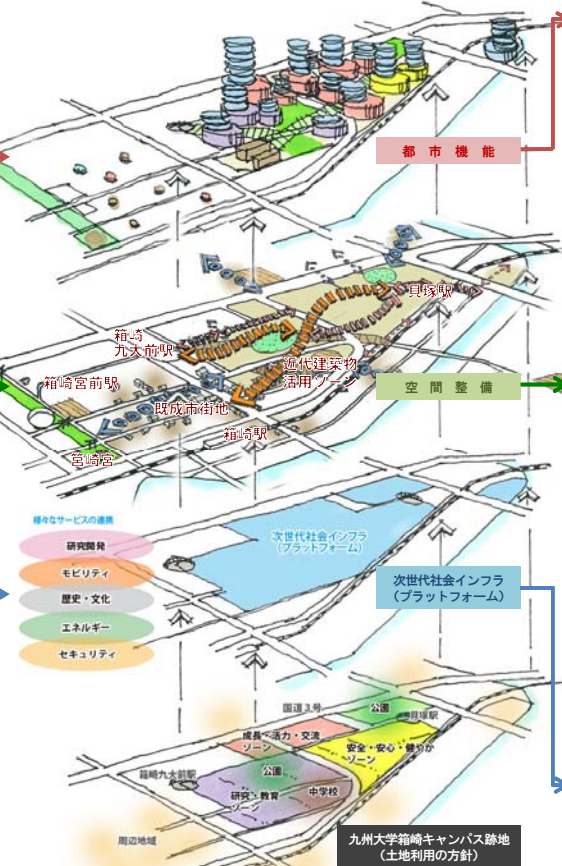 都市機能
貝塚駅
箱崎
九大前駅
近代建築物
活用ゾーン
箱崎宮前駅
空間整備
既成市街地
箱崎駅
筥崎宮
様々なサービスの連携
研究開発
モビリティ
歴史・文化
エネルギー
セキュリティ
次世代社会インフラ
（プラットフォーム）
次世代社会インフラ
（プラットフォーム）
国道3号
公園
貝塚駅
成長・活力・交流
ゾーン
安全・安心・健やか
ゾーン
箱崎九大前駅
公園
研究・教育
ゾーン
中学校
周辺地域
九州大学箱崎キャンパス跡地
（土地利用の方針）